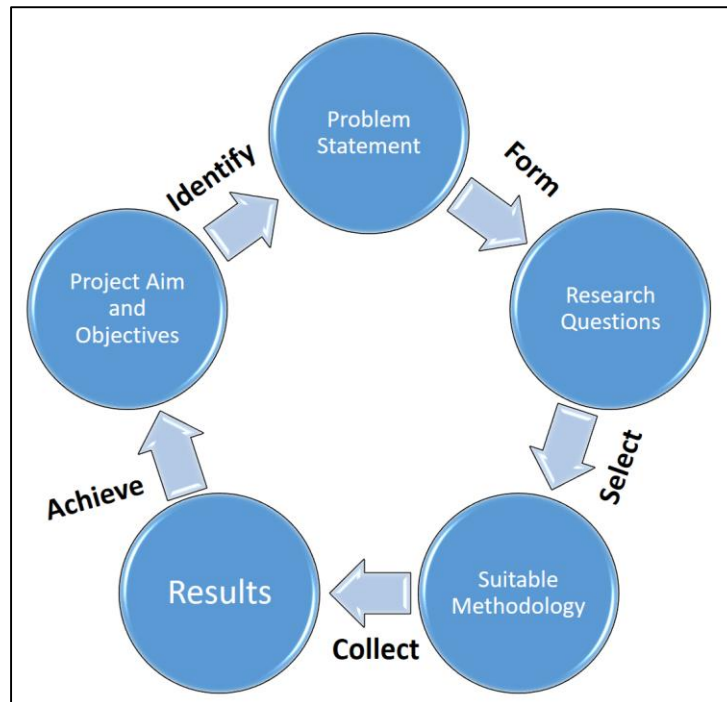 Problem
Statement
Form
Research
Questions
Select
Suitable
Methodology
Collect
Results
Achieve
Project Aim
and
Objectives
Identify